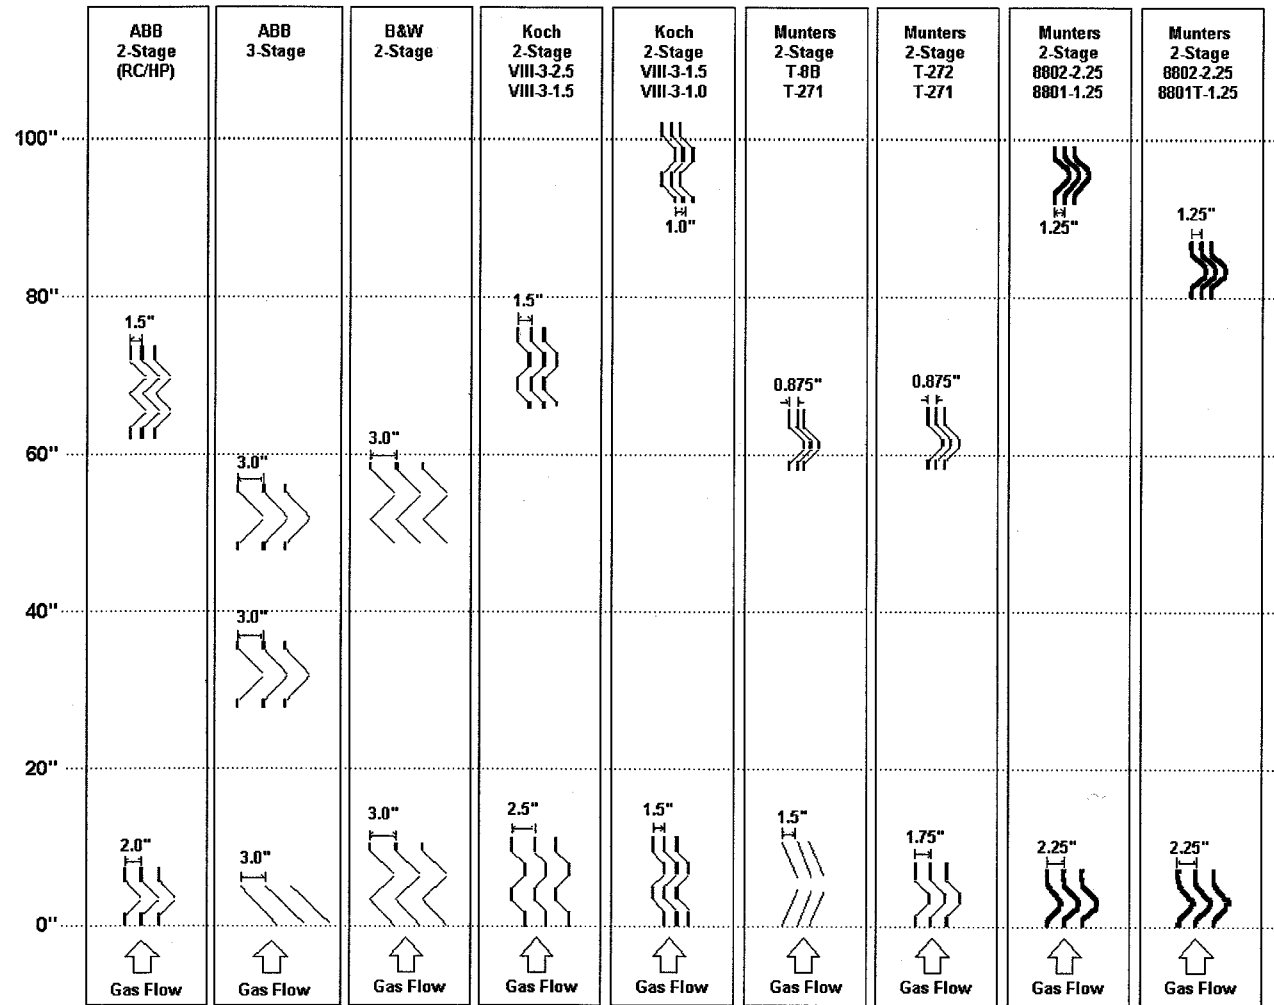 ABB
2-Stage
(RC/HP)
ABB
3-Stage
B&W
2-Stage
Koch
2-Stage
VIII-3-2.5
VIII-3-1.5
Koch
2-Stage
VIII-3-1.5
VIII-3-1.0
Munters
2-Stage
T-8B
T-271
Munters
2-Stage
T-272
T-271
Munters
2-Stage
8802-2.25
8801-1.25
Munters
2-Stage
8802-2.25
8801T-1.25
100"
1.0"
1.25"
1.25"
80"
1.5"
1.5"
0.875"
0.875"
60"
3.0"
3.0"
40"
3.0"
20"
2.0"
3.0"
3.0"
2.5"
1.5"
1.5"
1.75"
2.25"
2.25"
0"
Gas Flow
Gas Flow
Gas Flow
Gas Flow
Gas Flow
Gas Flow
Gas Flow
Gas Flow
Gas Flow